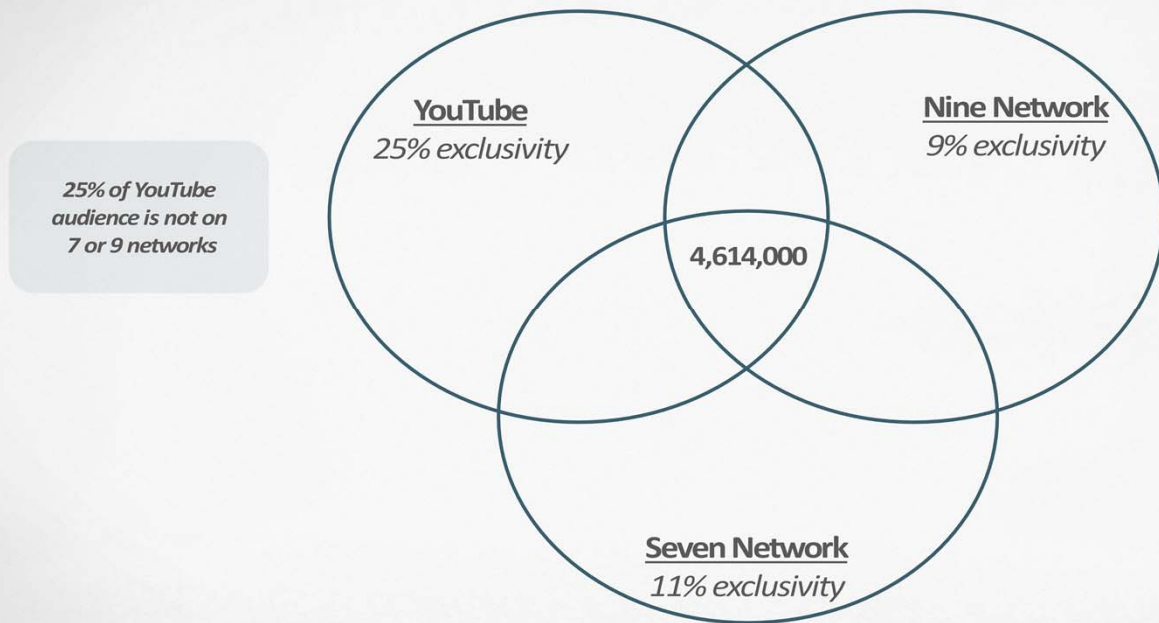 YouTube
25% exclusivity
Nine Network
9% exclusivity
25% of YouTube
audience is not on
7 or 9 networks
4,614,000
Seven Network
11% exclusivity